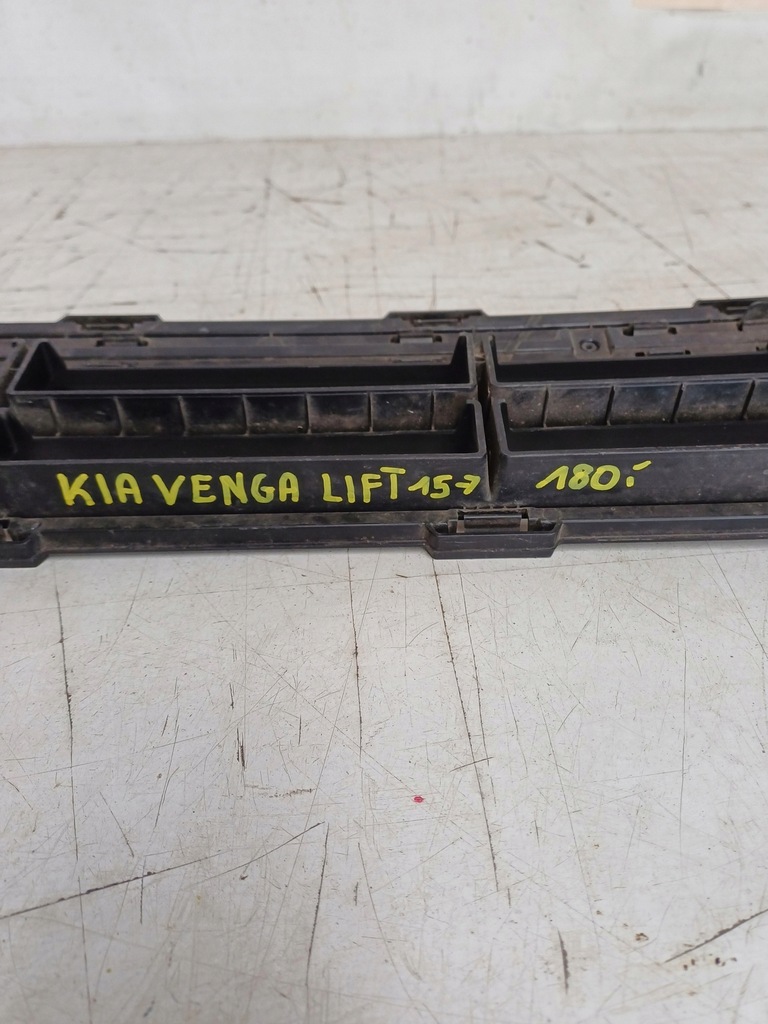 KIA VENGA LIFT 15→ 180.-